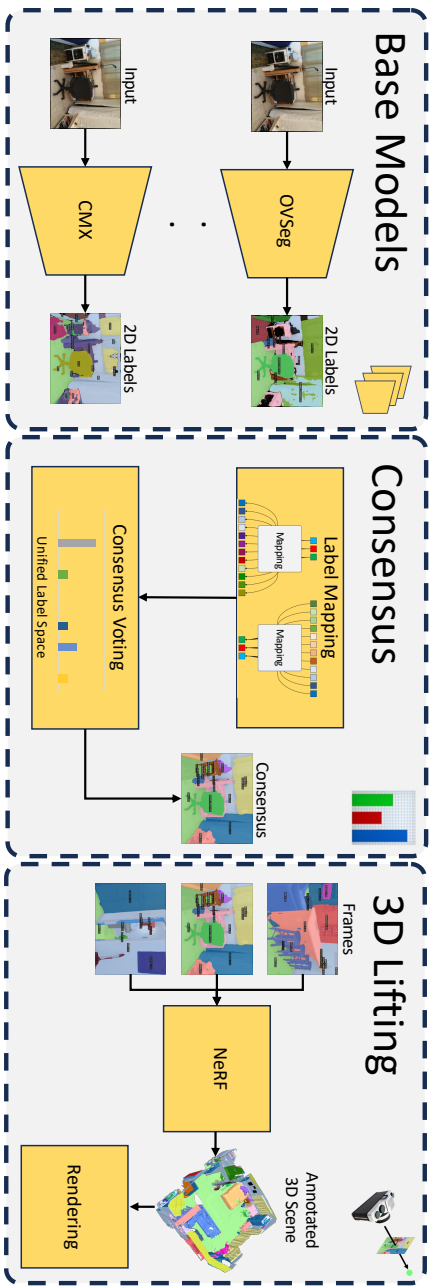 Base Models
Input
OVSeg
2D Labels
Input
CMX
2D Labels
Consensus
Label Mapping
Mapping
Mapping
Consensus Voting
Unified Label Space
Consensus
3D Lifting
Frames
NeRF
Annotated
3D Scene
Rendering